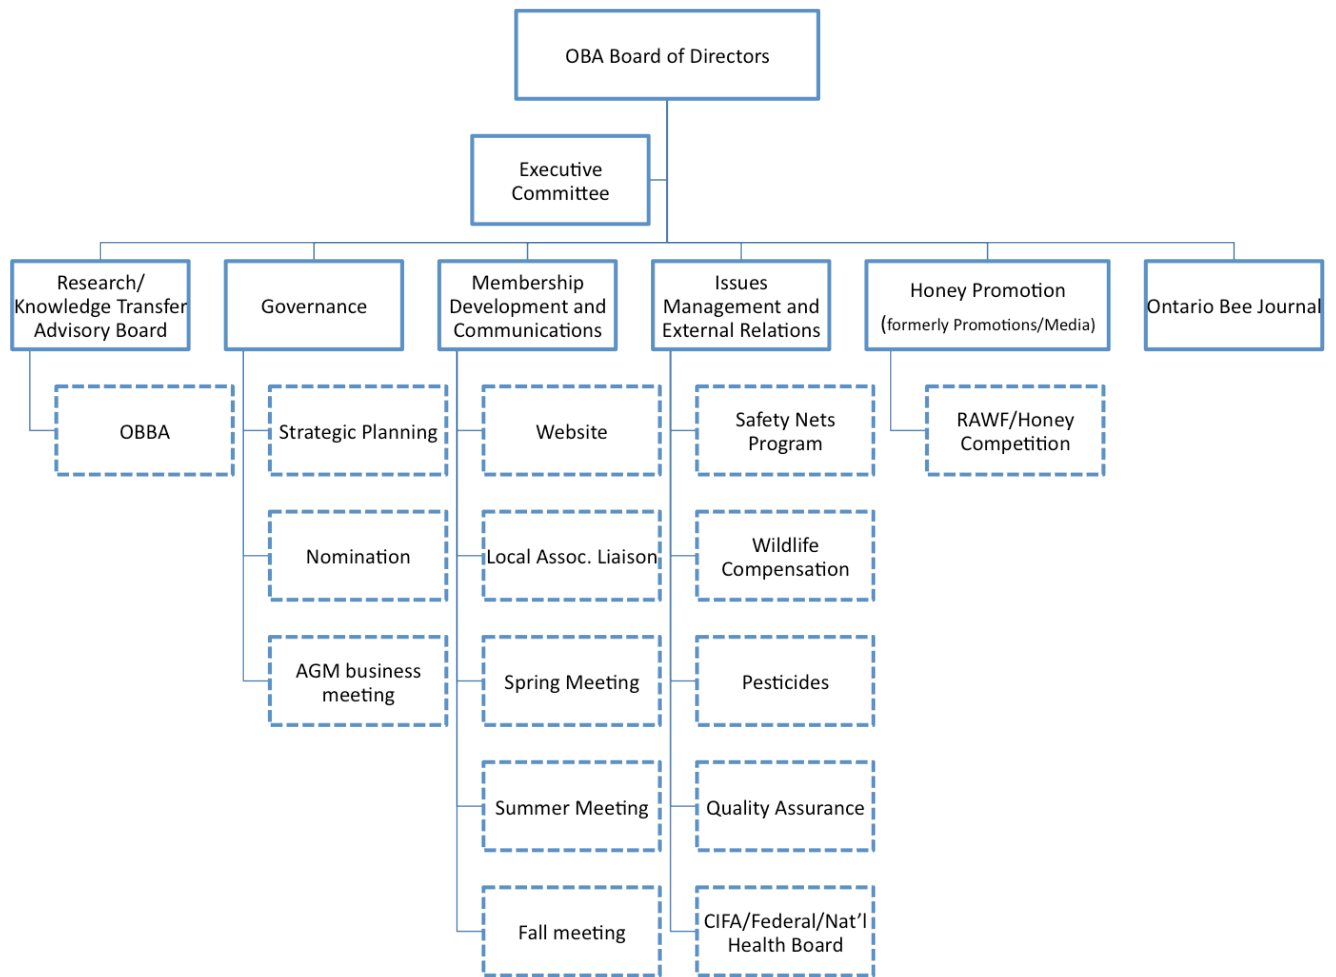 OBA Board of Directors
Executive
Committee
Research/
Knowledge Transfer
Advisory Board
Governance
Membership
Development and
Communications
Issues
Management and
External Relations
Honey Promotion
(formerly Promotions/Media)
Ontario Bee Journal
OBBA
Strategic Planning
Website
Safety Nets
Program
RAWF/Honey
Competition
Nomination
Local Assoc. Liaison
Wildlife
Compensation
AGM business
meeting
Spring Meeting
Pesticides
Summer Meeting
Quality Assurance
Fall meeting
CIFA/Federal/Nat’l
Health Board